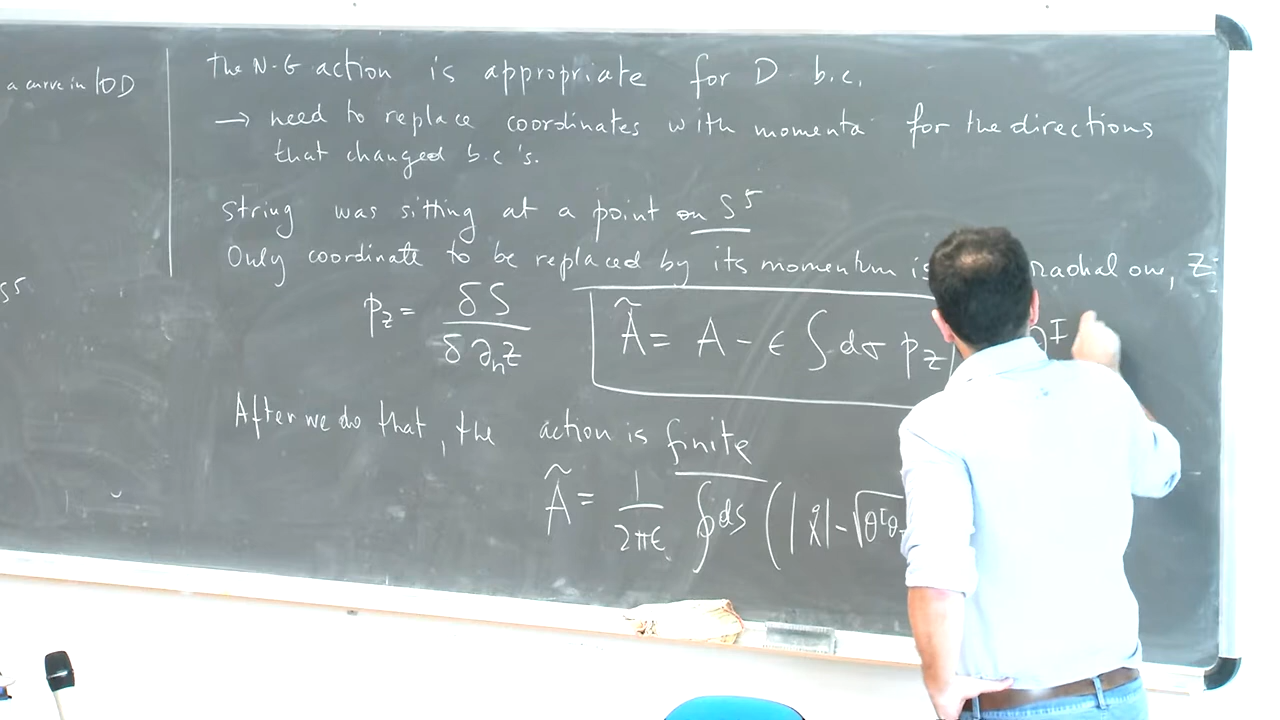 a curve in 10D
S⁵
The N-G action is appropriate for D b.c.
→ need to replace coordinates with momenta for the directions
that changed b.c's.
String was sitting at a point on S⁵
Only coordinate to be replaced by its momentum is radial one, Z
p_z = δS / δ∂_n z
Ã = A - ε ∫ dσ p_z θ^I
After we do that, the action is finite
Ã = 1/2πε ∮ds (|ẋ| - √θ^Iθ